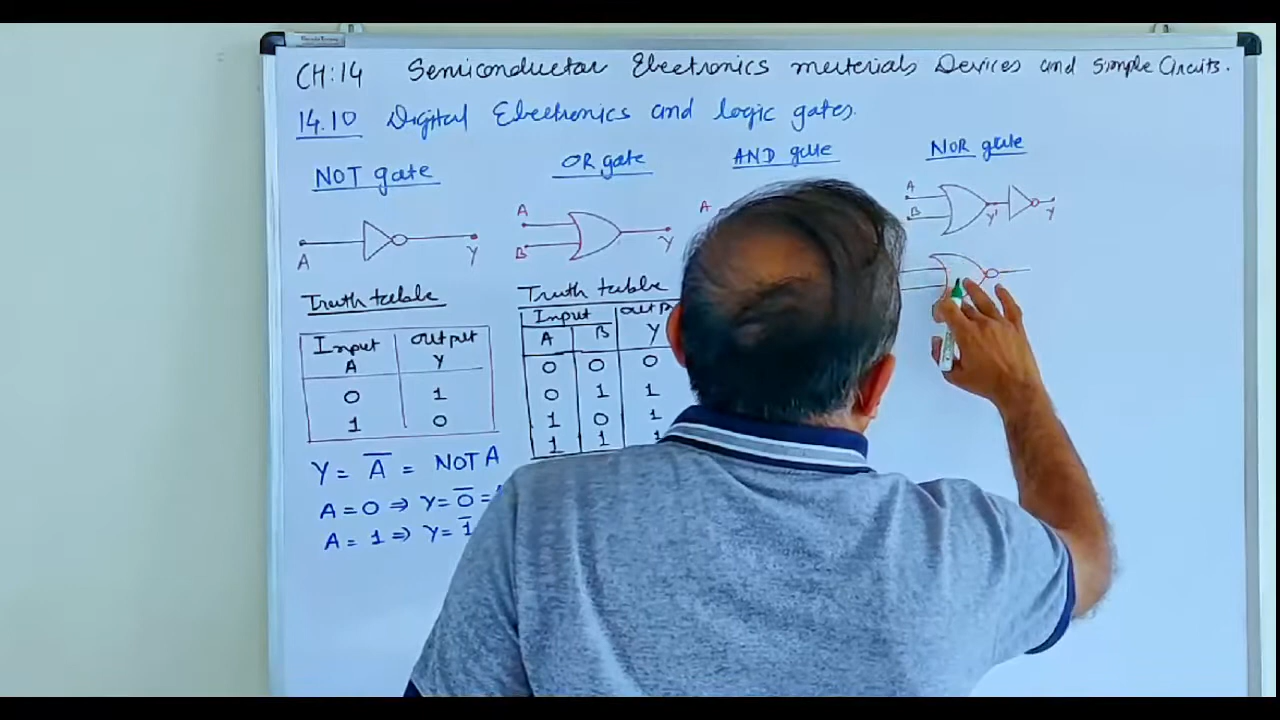 CH:14 Semiconductor Electronics materials Devices and Simple Circuits.
14.10 Digital Electronics and logic gates.
NOT gate
A
Y
Truth table
Input output
A Y
0 1
1 0
Y = A̅ = NOT A
A = 0 ⇒ Y = 0̅ =
A = 1 ⇒ Y = 1̅
OR gate
A
B
Y
Truth table
Input
A B Y
0 0 0
0 1 1
1 0 1
1 1 1
AND gate
A
NOR gate
A
B
Y'
Y